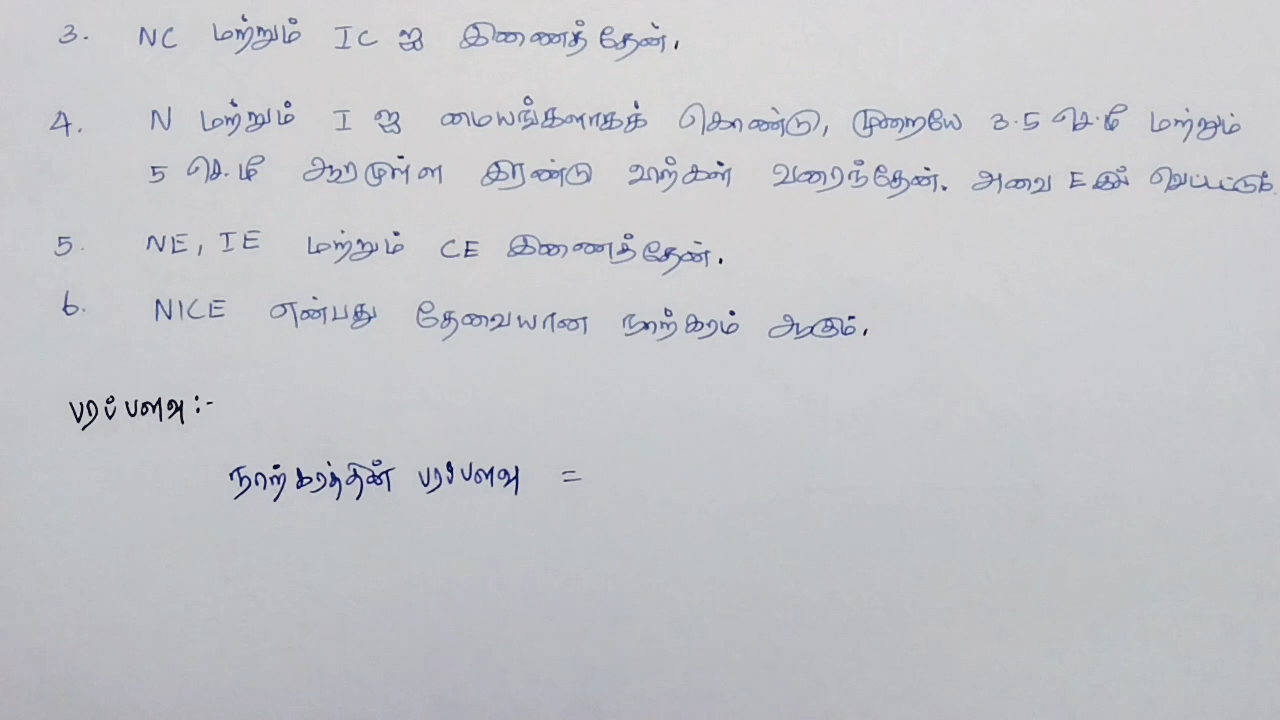 3. NC மற்றும் IC ஐ இணைத்தேன்.
4. N மற்றும் I ஐ மையங்களாகக் கொண்டு, முறையே 3.5 செ.மீ மற்றும்
5 செ.மீ ஆரமுள்ள இரண்டு விற்கள் வரைந்தேன். அவை E இல் வெட்டும்.
5. NE, IE மற்றும் CE இணைத்தேன்.
6. NICE என்பது தேவையான நாற்கரம் ஆகும்.
பரப்பளவு :-
நாற்கரத்தின் பரப்பளவு =